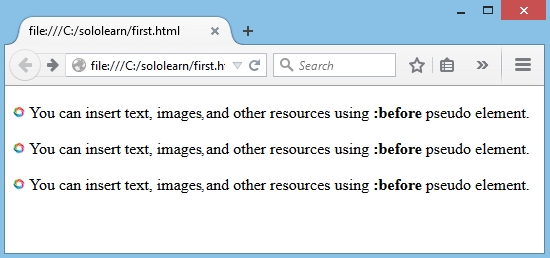 file:///C:/sololearn/first.html
file:///C:/sololearn/first.h
Search
You can insert text, images,and other resources using :before pseudo element.
You can insert text, images,and other resources using :before pseudo element.
You can insert text, images,and other resources using :before pseudo element.